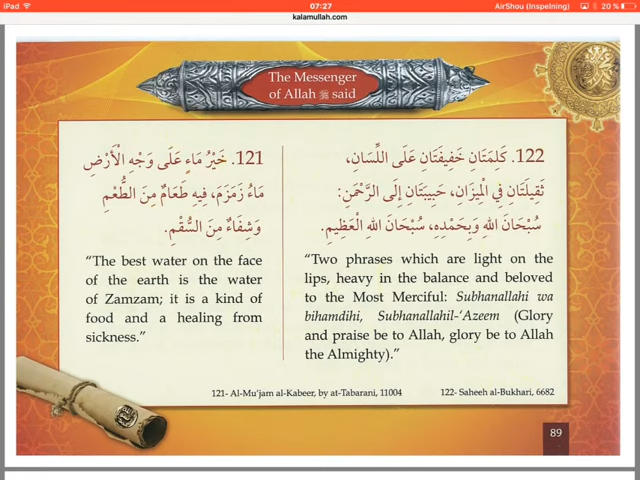 iPad
07:27
AirShou (Inspelning)
20 %
kalamullah.com
The Messenger
of Allah ﷺ said
121. خَيْرُ مَاءٍ عَلَى وَجْهِ الْأَرْضِ
مَاءُ زَمْزَمَ، فِيهِ طَعَامٌ مِنَ الطُّعْمِ
وَشِفَاءٌ مِنَ السُّقْمِ.
“The best water on the face
of the earth is the water
of Zamzam; it is a kind of
food and a healing from
sickness.”
122. كَلِمَتَانِ خَفِيفَتَانِ عَلَى اللِّسَانِ،
ثَقِيلَتَانِ فِي الْمِيزَانِ، حَبِيبَتَانِ إِلَى الرَّحْمَنِ:
سُبْحَانَ اللهِ وَبِحَمْدِهِ، سُبْحَانَ اللهِ الْعَظِيمِ.
“Two phrases which are light on the
lips, heavy in the balance and beloved
to the Most Merciful: Subhanallahi wa
bihamdihi, Subhanallahil-‘Azeem (Glory
and praise be to Allah, glory be to Allah
the Almighty).”
121- Al-Mu’jam al-Kabeer, by at-Tabarani, 11004
122- Saheeh al-Bukhari, 6682
89